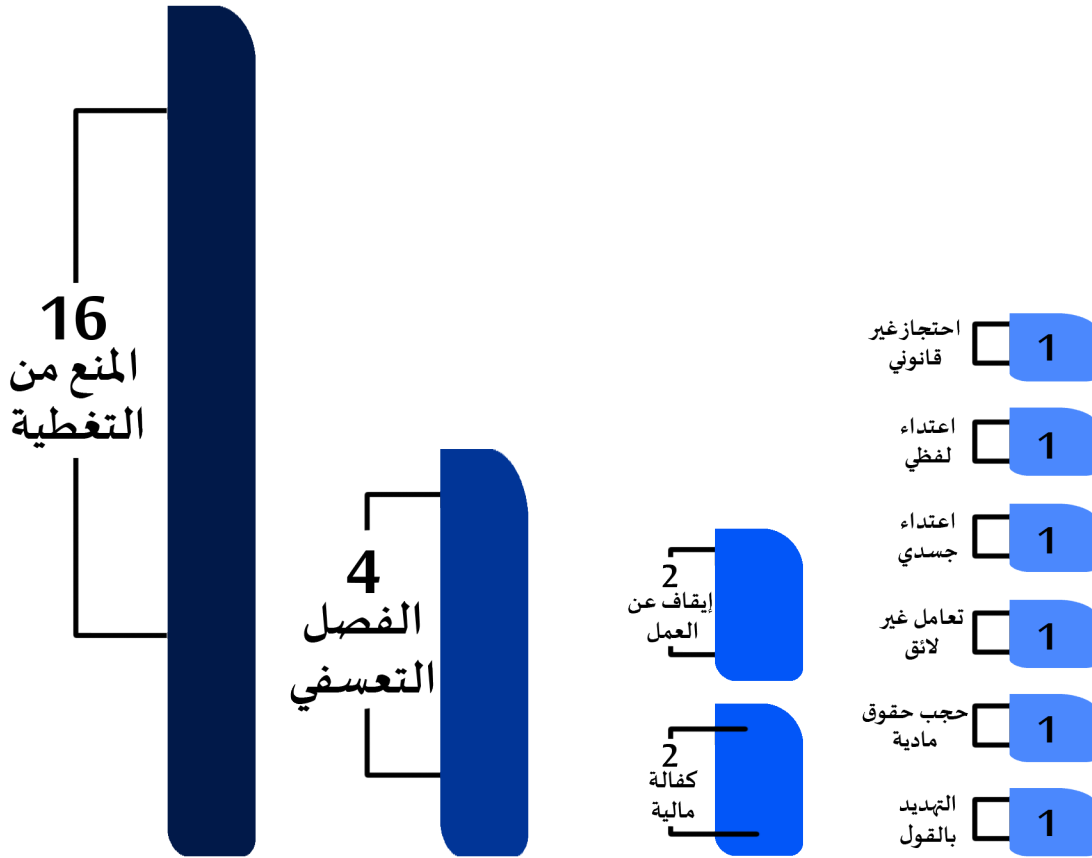 16
المنع من
التغطية
4
الفصل
التعسفي
2
إيقاف عن
العمل
2
كفالة
مالية
احتجاز غير
قانوني
1
اعتداء
لفظي
1
اعتداء
جسدي
1
تعامل غير
لائق
1
حجب حقوق
مادية
1
التهديد
بالقول
1